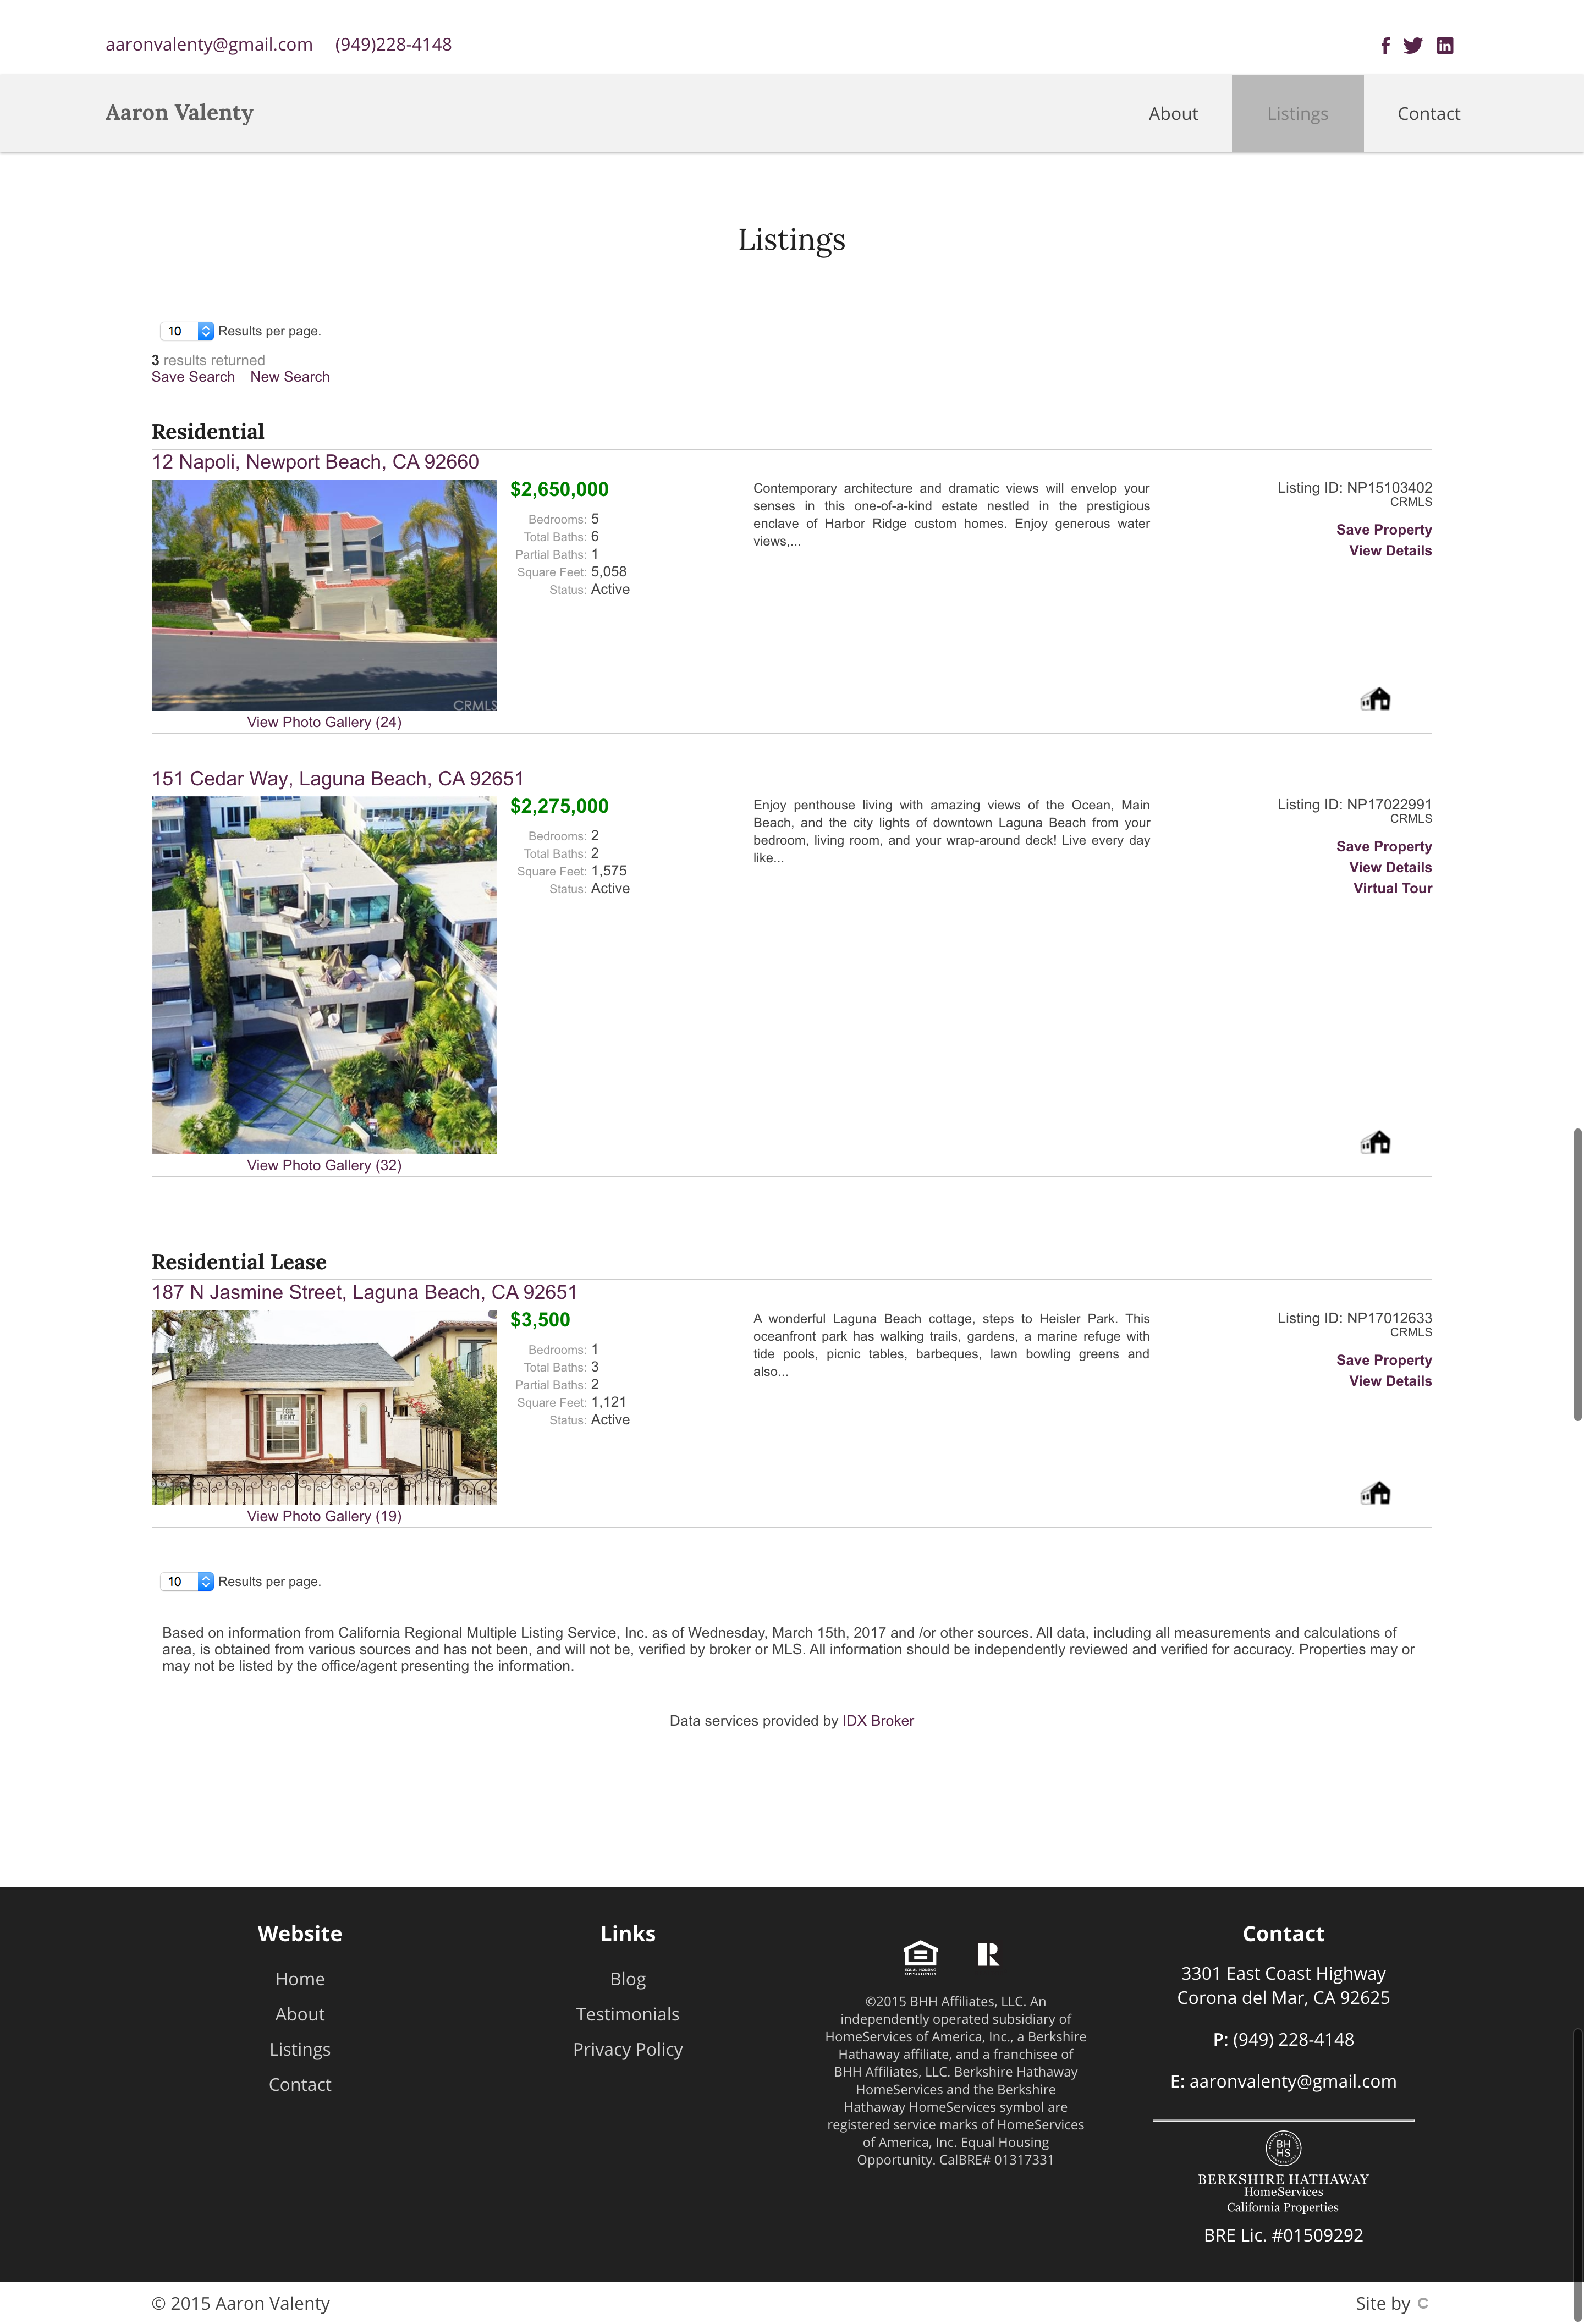 aaronvalenty@gmail.com (949)228-4148
Aaron Valenty
About Listings Contact
Listings
10 Results per page.
3 results returned
Save Search New Search
Residential
12 Napoli, Newport Beach, CA 92660
$2,650,000
Bedrooms: 5
Total Baths: 6
Partial Baths: 1
Square Feet: 5,058
Status: Active
Contemporary architecture and dramatic views will envelop your
senses in this one-of-a-kind estate nestled in the prestigious
enclave of Harbor Ridge custom homes. Enjoy generous water
views,...
Listing ID: NP15103402
CRMLS
Save Property
View Details
CRMLS
View Photo Gallery (24)
151 Cedar Way, Laguna Beach, CA 92651
$2,275,000
Bedrooms: 2
Total Baths: 2
Square Feet: 1,575
Status: Active
Enjoy penthouse living with amazing views of the Ocean, Main
Beach, and the city lights of downtown Laguna Beach from your
bedroom, living room, and your wrap-around deck! Live every day
like...
Listing ID: NP17022991
CRMLS
Save Property
View Details
Virtual Tour
View Photo Gallery (32)
Residential Lease
187 N Jasmine Street, Laguna Beach, CA 92651
$3,500
Bedrooms: 1
Total Baths: 3
Partial Baths: 2
Square Feet: 1,121
Status: Active
A wonderful Laguna Beach cottage, steps to Heisler Park. This
oceanfront park has walking trails, gardens, a marine refuge with
tide pools, picnic tables, barbeques, lawn bowling greens and
also...
Listing ID: NP17012633
CRMLS
Save Property
View Details
View Photo Gallery (19)
10 Results per page.
Based on information from California Regional Multiple Listing Service, Inc. as of Wednesday, March 15th, 2017 and /or other sources. All data, including all measurements and calculations of
area, is obtained from various sources and has not been, and will not be, verified by broker or MLS. All information should be independently reviewed and verified for accuracy. Properties may or
may not be listed by the office/agent presenting the information.
Data services provided by IDX Broker
Website
Home
About
Listings
Contact
Links
Blog
Testimonials
Privacy Policy
EQUAL HOUSING
OPPORTUNITY
R
©2015 BHH Affiliates, LLC. An
independently operated subsidiary of
HomeServices of America, Inc., a Berkshire
Hathaway affiliate, and a franchisee of
BHH Affiliates, LLC. Berkshire Hathaway
HomeServices and the Berkshire
Hathaway HomeServices symbol are
registered service marks of HomeServices
of America, Inc. Equal Housing
Opportunity. CalBRE# 01317331
Contact
3301 East Coast Highway
Corona del Mar, CA 92625
P: (949) 228-4148
E: aaronvalenty@gmail.com
BH
HS
BERKSHIRE HATHAWAY
HomeServices
California Properties
BRE Lic. #01509292
© 2015 Aaron Valenty
Site by C